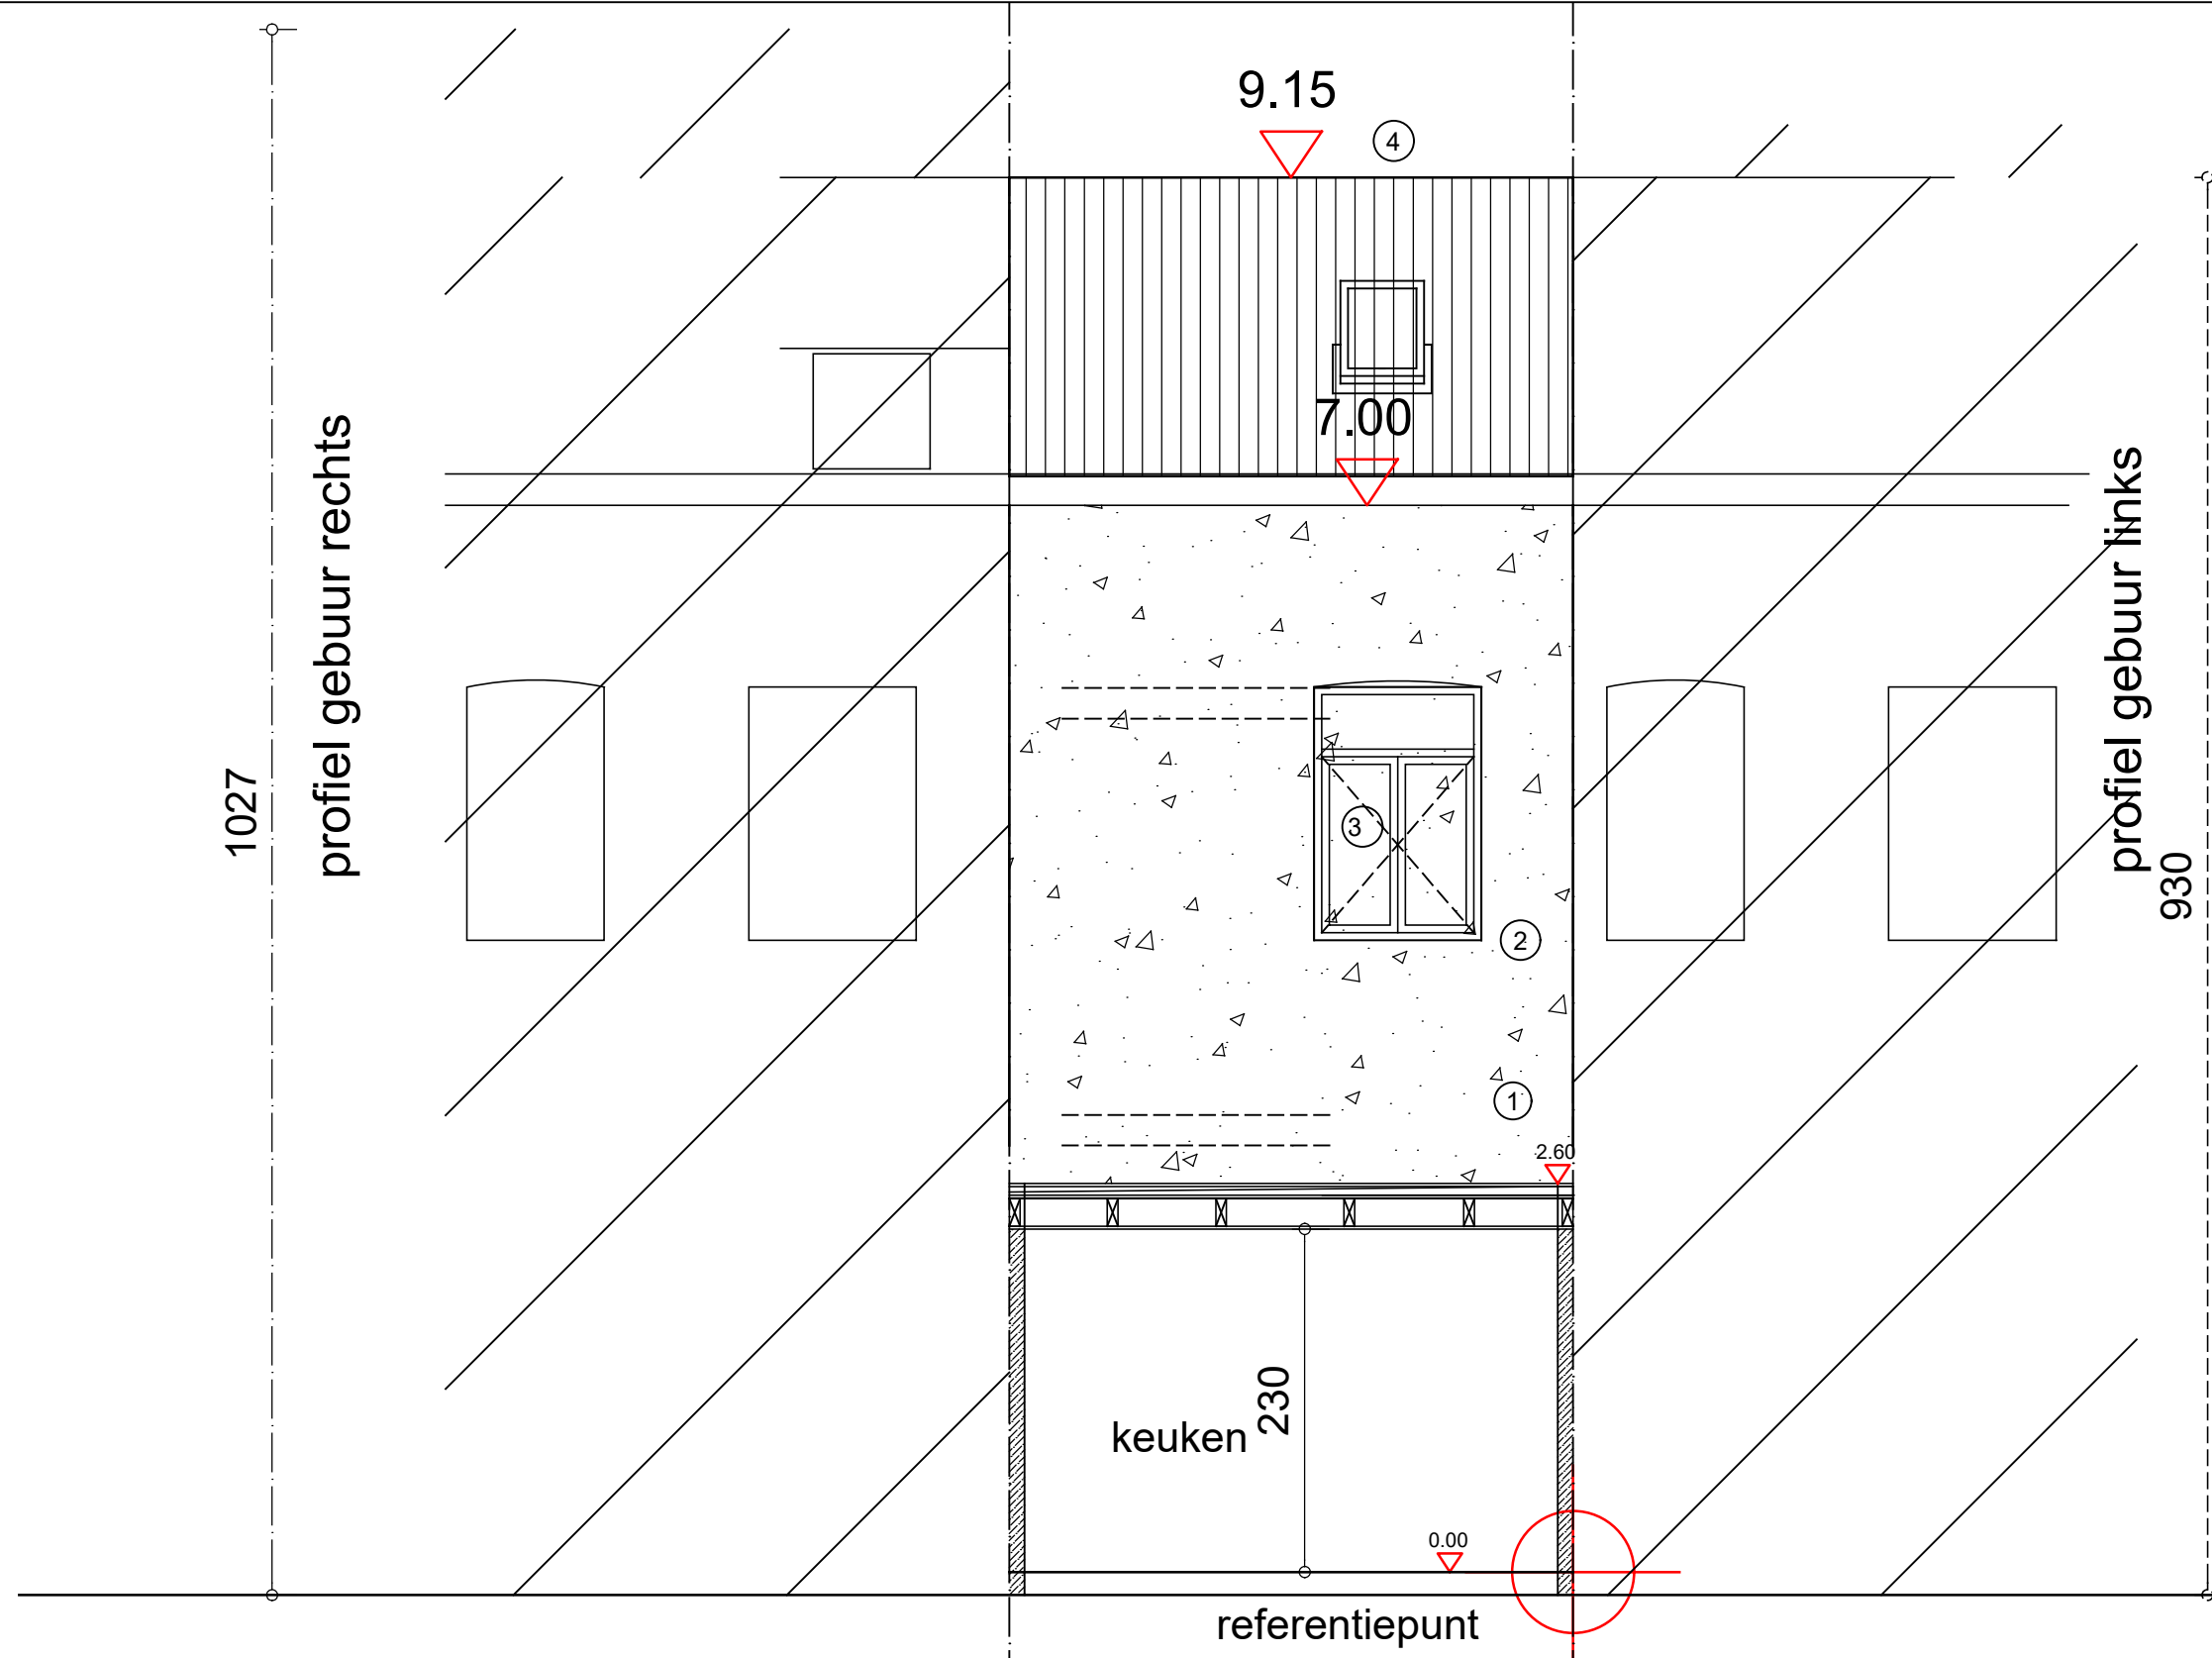 9.15
4
7.00
profiel gebuur rechts
profiel gebuur links
1027
3
930
2
1
2.60
230
keuken
0.00
referentiepunt